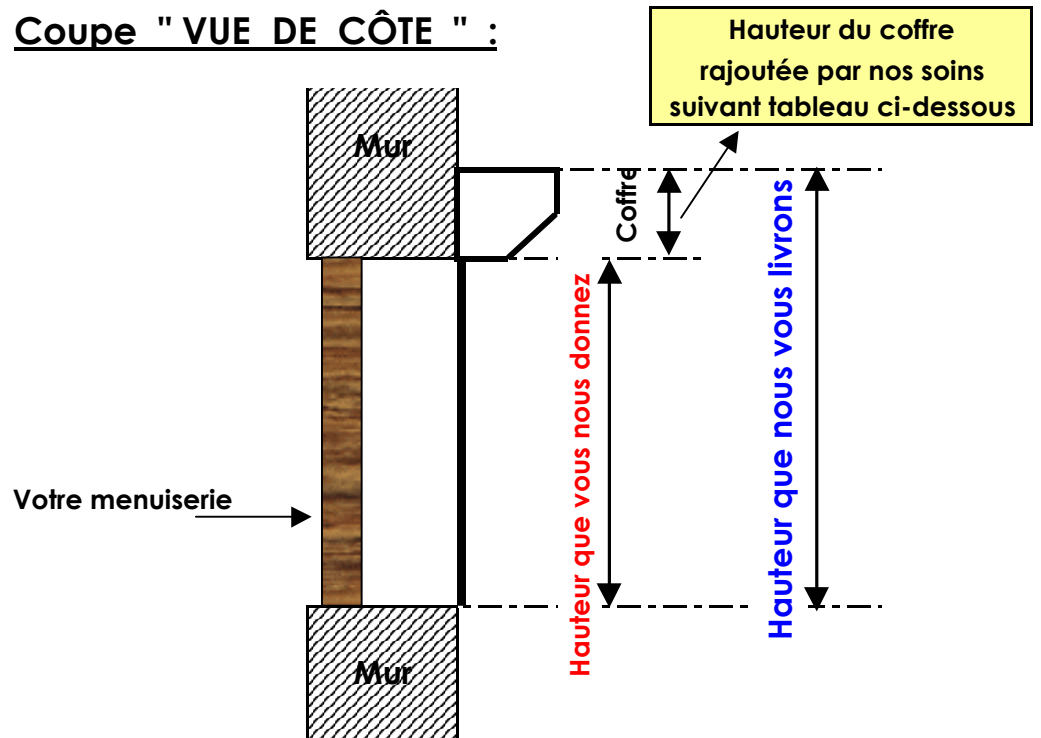 Coupe " VUE DE CÔTE " :
Hauteur du coffre
rajoutée par nos soins
suivant tableau ci-dessous
Mur
Coffre
Hauteur que vous nous donnez
Hauteur que nous vous livrons
Votre menuiserie
Mur